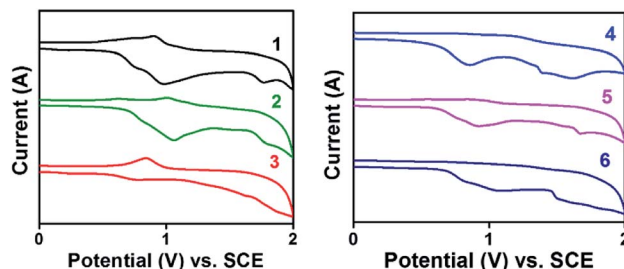 Current (A)
1
2
3
0 1 2
Potential (V) vs. SCE
Current (A)
4
5
6
0 1 2
Potential (V) vs. SCE